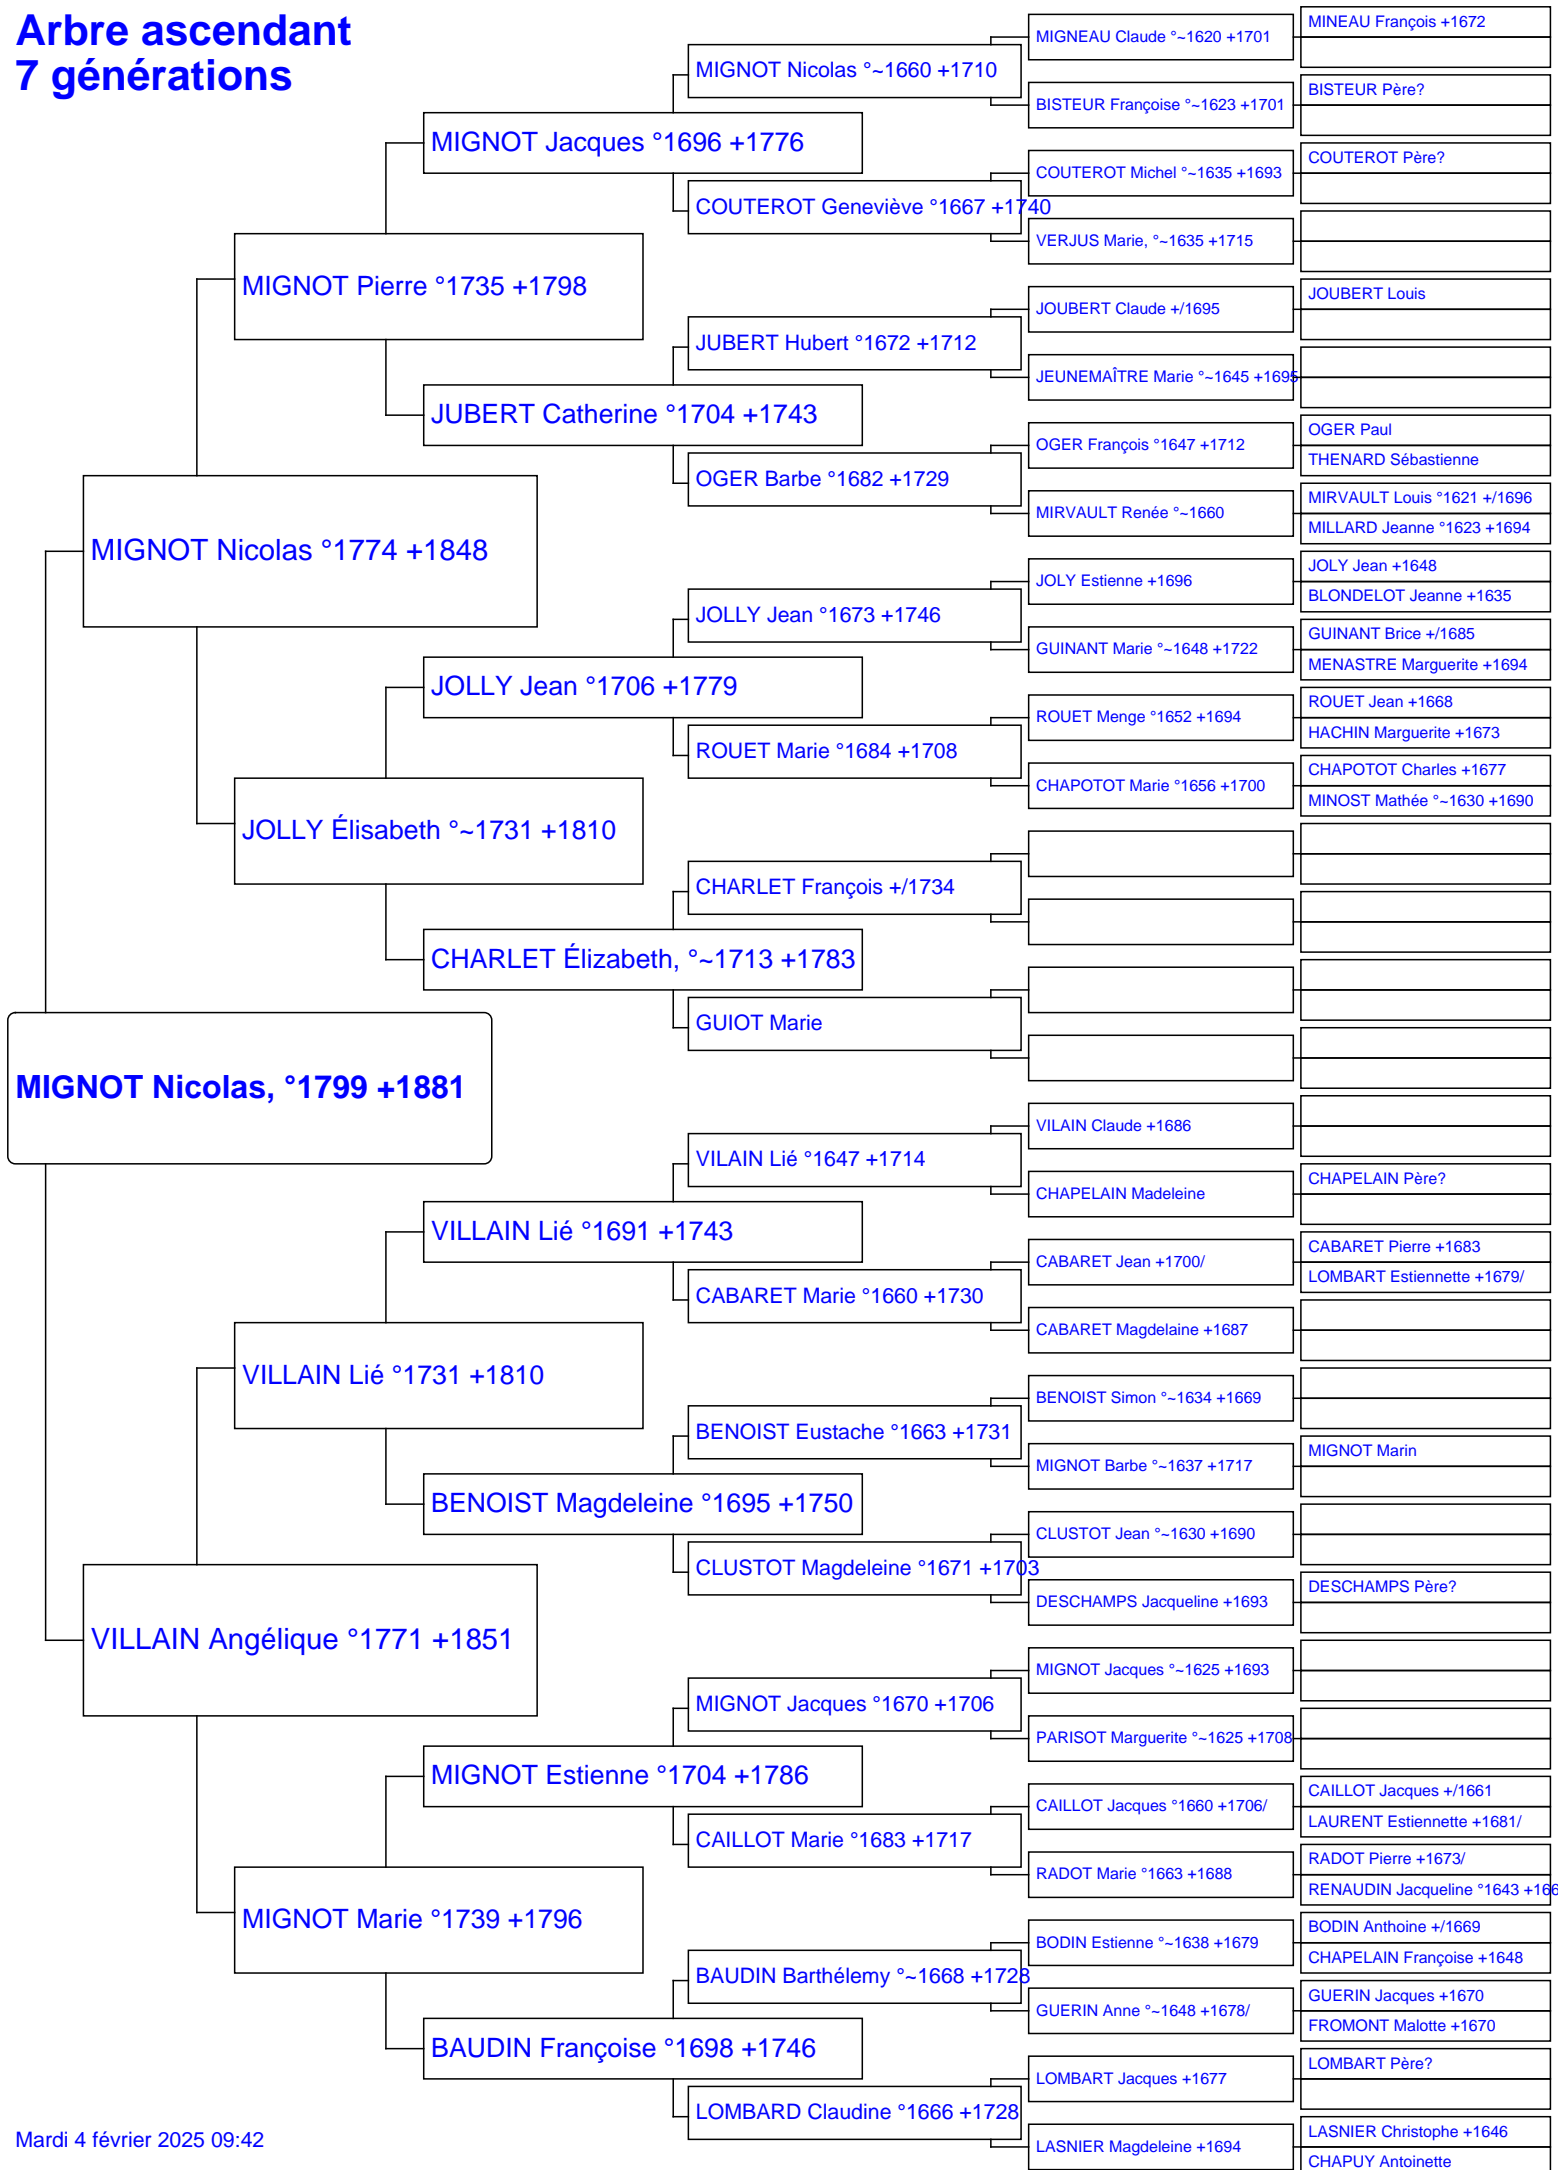 Arbre ascendant
7 générations
MIGNOT Nicolas, °1799 +1881
MIGNOT Nicolas °1774 +1848
VILLAIN Angélique °1771 +1851
MIGNOT Pierre °1735 +1798
JOLLY Élisabeth °~1731 +1810
VILLAIN Lié °1731 +1810
MIGNOT Marie °1739 +1796
MIGNOT Jacques °1696 +1776
JUBERT Catherine °1704 +1743
JOLLY Jean °1706 +1779
CHARLET Élizabeth, °~1713 +1783
VILLAIN Lié °1691 +1743
BENOIST Magdeleine °1695 +1750
MIGNOT Estienne °1704 +1786
BAUDIN Françoise °1698 +1746
MIGNOT Nicolas °~1660 +1710
COUTEROT Geneviève °1667 +1740
JUBERT Hubert °1672 +1712
OGER Barbe °1682 +1729
JOLLY Jean °1673 +1746
ROUET Marie °1684 +1708
CHARLET François +/1734
GUIOT Marie
VILAIN Lié °1647 +1714
CABARET Marie °1660 +1730
BENOIST Eustache °1663 +1731
CLUSTOT Magdeleine °1671 +1703
MIGNOT Jacques °1670 +1706
CAILLOT Marie °1683 +1717
BAUDIN Barthélemy °~1668 +1728
LOMBARD Claudine °1666 +1728
MIGNEAU Claude °~1620 +1701
BISTEUR Françoise °~1623 +1701
COUTEROT Michel °~1635 +1693
VERJUS Marie, °~1635 +1715
JOUBERT Claude +/1695
JEUNEMAÎTRE Marie °~1645 +1695
OGER François °1647 +1712
MIRVAULT Renée °~1660
JOLY Estienne +1696
GUINANT Marie °~1648 +1722
ROUET Menge °1652 +1694
CHAPOTOT Marie °1656 +1700
VILAIN Claude +1686
CHAPELAIN Madeleine
CABARET Jean +1700/
CABARET Magdelaine +1687
BENOIST Simon °~1634 +1669
MIGNOT Barbe °~1637 +1717
CLUSTOT Jean °~1630 +1690
DESCHAMPS Jacqueline +1693
MIGNOT Jacques °~1625 +1693
PARISOT Marguerite °~1625 +1708
CAILLOT Jacques °1660 +1706/
RADOT Marie °1663 +1688
BODIN Estienne °~1638 +1679
GUERIN Anne °~1648 +1678/
LOMBART Jacques +1677
LASNIER Magdeleine +1694
MINEAU François +1672
BISTEUR Père?
COUTEROT Père?
JOUBERT Louis
OGER Paul
THENARD Sébastienne
MIRVAULT Louis °1621 +/1696
MILLARD Jeanne °1623 +1694
JOLY Jean +1648
BLONDELOT Jeanne +1635
GUINANT Brice +/1685
MENASTRE Marguerite +1694
ROUET Jean +1668
HACHIN Marguerite +1673
CHAPOTOT Charles +1677
MINOST Mathée °~1630 +1690
CHAPELAIN Père?
CABARET Pierre +1683
LOMBART Estiennette +1679/
MIGNOT Marin
DESCHAMPS Père?
CAILLOT Jacques +/1661
LAURENT Estiennette +1681/
RADOT Pierre +1673/
RENAUDIN Jacqueline °1643
BODIN Anthoine +/1669
CHAPELAIN Françoise +1648
GUERIN Jacques +1670
FROMONT Malotte +1670
LOMBART Père?
LASNIER Christophe +1646
CHAPUY Antoinette
Mardi 4 février 2025 09:42